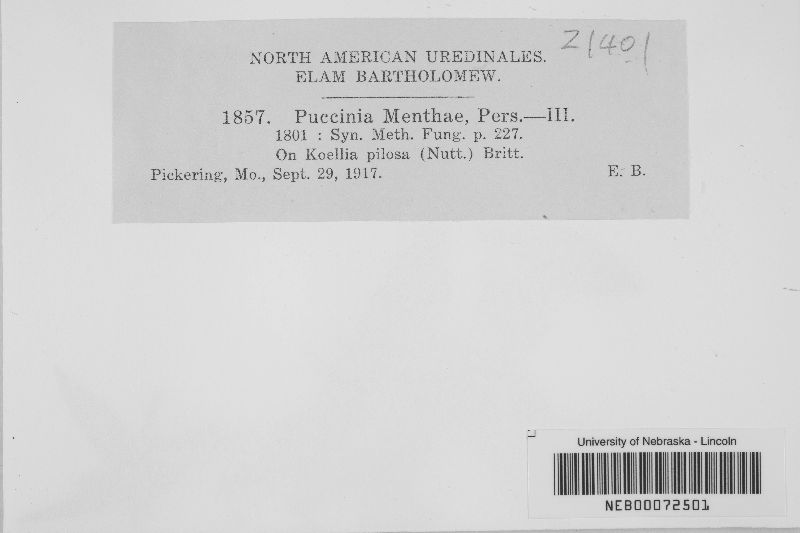 21401
NORTH AMERICAN UREDINALES.
ELAM BARTHOLOMEW.
1857. Puccinia Menthae, Pers.—III.
1801 : Syn. Meth. Fung. p. 227.
On Koellia pilosa (Nutt.) Britt.
Pickering, Mo., Sept. 29, 1917. E. B.
University of Nebraska - Lincoln
NEB00072501